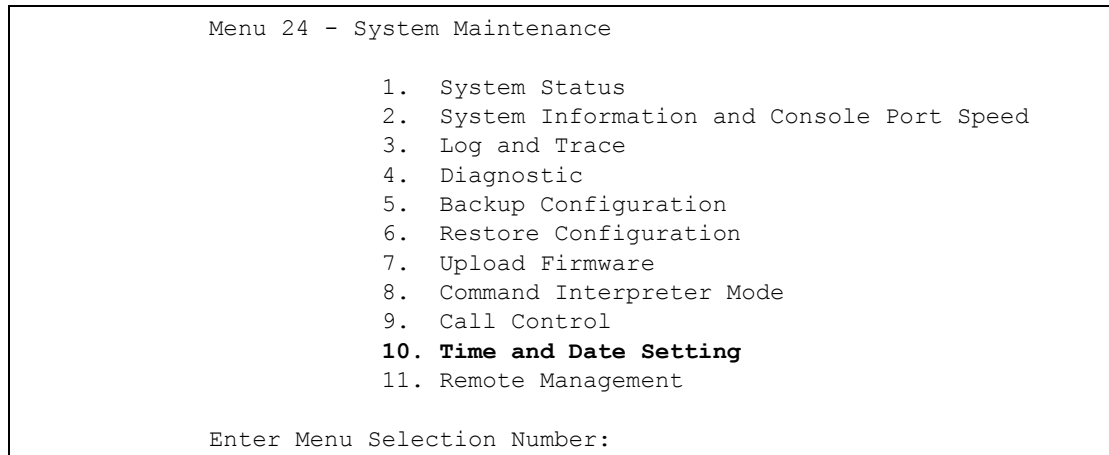 Menu 24 - System Maintenance
1. System Status
2. System Information and Console Port Speed
3. Log and Trace
4. Diagnostic
5. Backup Configuration
6. Restore Configuration
7. Upload Firmware
8. Command Interpreter Mode
9. Call Control
10. Time and Date Setting
11. Remote Management
Enter Menu Selection Number: